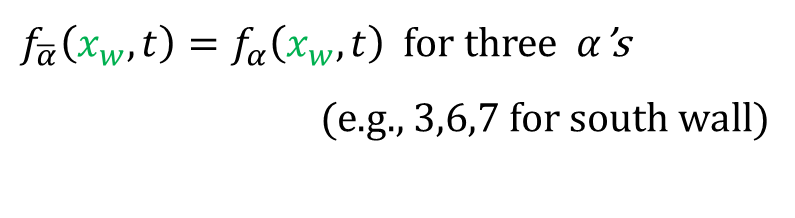 f_ᾱ(x_w,t) = f_α(x_w,t) for three α's
(e.g., 3,6,7 for south wall)